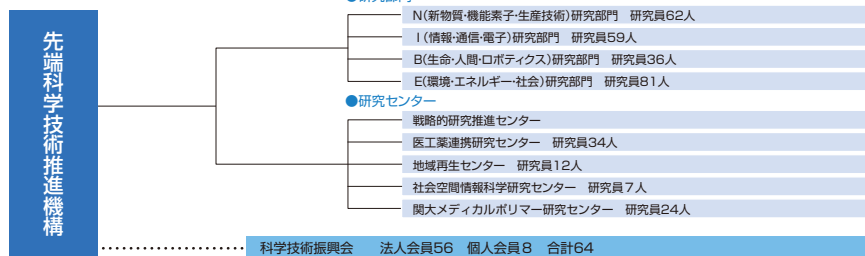 先端科学技術推進機構
N(新物質・機能素子・生産技術)研究部門 研究員62人
I(情報・通信・電子)研究部門 研究員59人
B(生命・人間・ロボティクス)研究部門 研究員36人
E(環境・エネルギー・社会)研究部門 研究員81人
●研究センター
戦略的研究推進センター
医工薬連携研究センター 研究員34人
地域再生センター 研究員12人
社会空間情報科学研究センター 研究員7人
関大メディカルポリマー研究センター 研究員24人
科学技術振興会 法人会員56 個人会員8 合計64